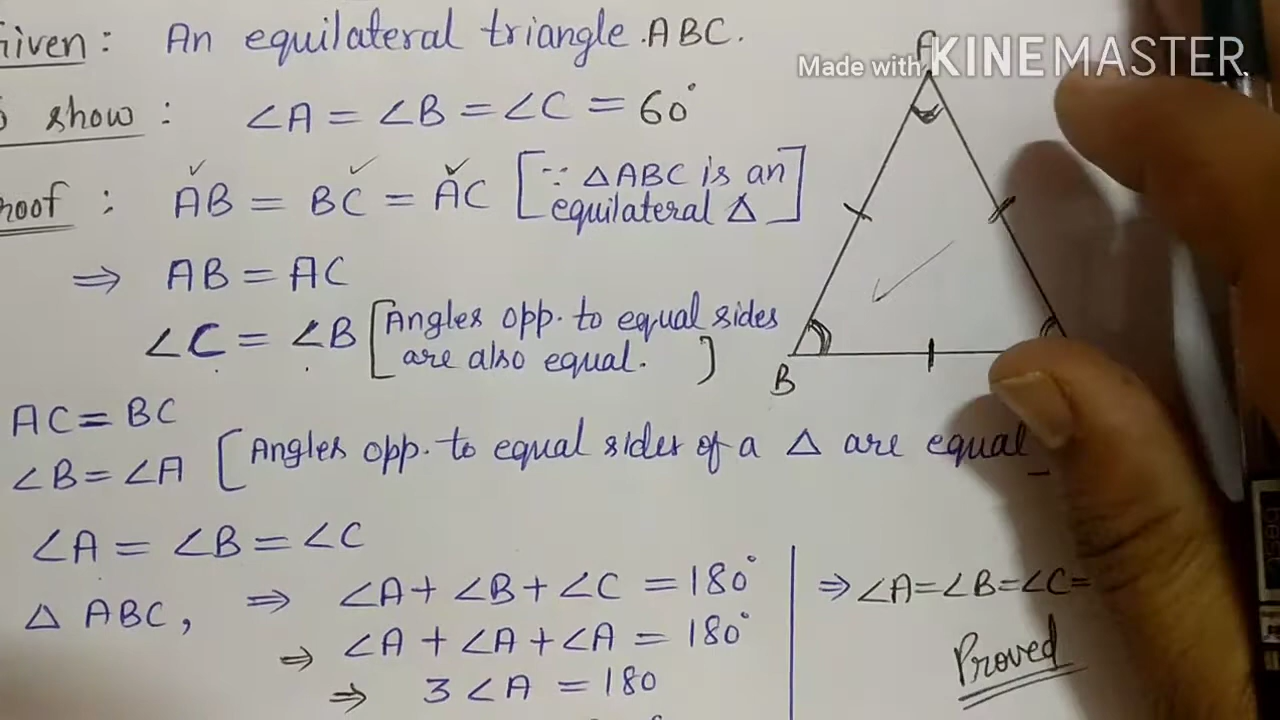 Given: An equilateral triangle ABC.
show: ∠A = ∠B = ∠C = 60°
Proof: AB = BC = AC [∵ △ABC is an
equilateral △]
⇒ AB = AC
∠C = ∠B [Angles opp. to equal sides
are also equal.]
AC = BC
∠B = ∠A [Angles opp. to equal sides of a △ are equal
∠A = ∠B = ∠C
△ ABC, ⇒ ∠A + ∠B + ∠C = 180°
⇒ ∠A + ∠A + ∠A = 180°
⇒ 3∠A = 180
⇒ ∠A = ∠B = ∠C =
Proved
A
B
Made with KINEMASTER